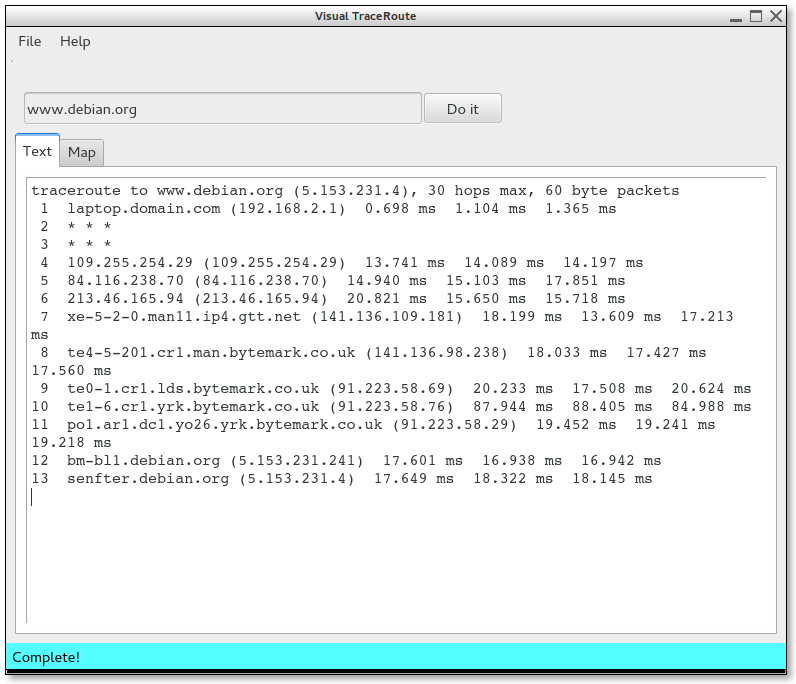 Visual TraceRoute
File Help
www.debian.org Do it
Text Map
traceroute to www.debian.org (5.153.231.4), 30 hops max, 60 byte packets
 1  laptop.domain.com (192.168.2.1)  0.698 ms  1.104 ms  1.365 ms
 2  * * *
 3  * * *
 4  109.255.254.29 (109.255.254.29)  13.741 ms  14.089 ms  14.197 ms
 5  84.116.238.70 (84.116.238.70)  14.940 ms  15.103 ms  17.851 ms
 6  213.46.165.94 (213.46.165.94)  20.821 ms  15.650 ms  15.718 ms
 7  xe-5-2-0.man11.ip4.gtt.net (141.136.109.181)  18.199 ms  13.609 ms  17.213
ms
 8  te4-5-201.cr1.man.bytemark.co.uk (141.136.98.238)  18.033 ms  17.427 ms
17.560 ms
 9  te0-1.cr1.lds.bytemark.co.uk (91.223.58.69)  20.233 ms  17.508 ms  20.624 ms
10  te1-6.cr1.yrk.bytemark.co.uk (91.223.58.76)  87.944 ms  88.405 ms  84.988 ms
11  po1.ar1.dc1.yo26.yrk.bytemark.co.uk (91.223.58.29)  19.452 ms  19.241 ms
19.218 ms
12  bm-bl1.debian.org (5.153.231.241)  17.601 ms  16.938 ms  16.942 ms
13  senfter.debian.org (5.153.231.4)  17.649 ms  18.322 ms  18.145 ms
Complete!